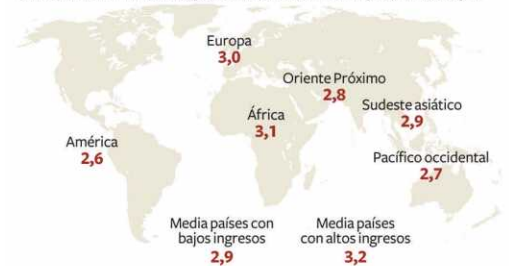 Europa
3,0
Oriente Próximo
2,8
Sudeste asiático
2,9
África
3,1
América
2,6
Pacífico occidental
2,7
Media países con
bajos ingresos
2,9
Media países
con altos ingresos
3,2